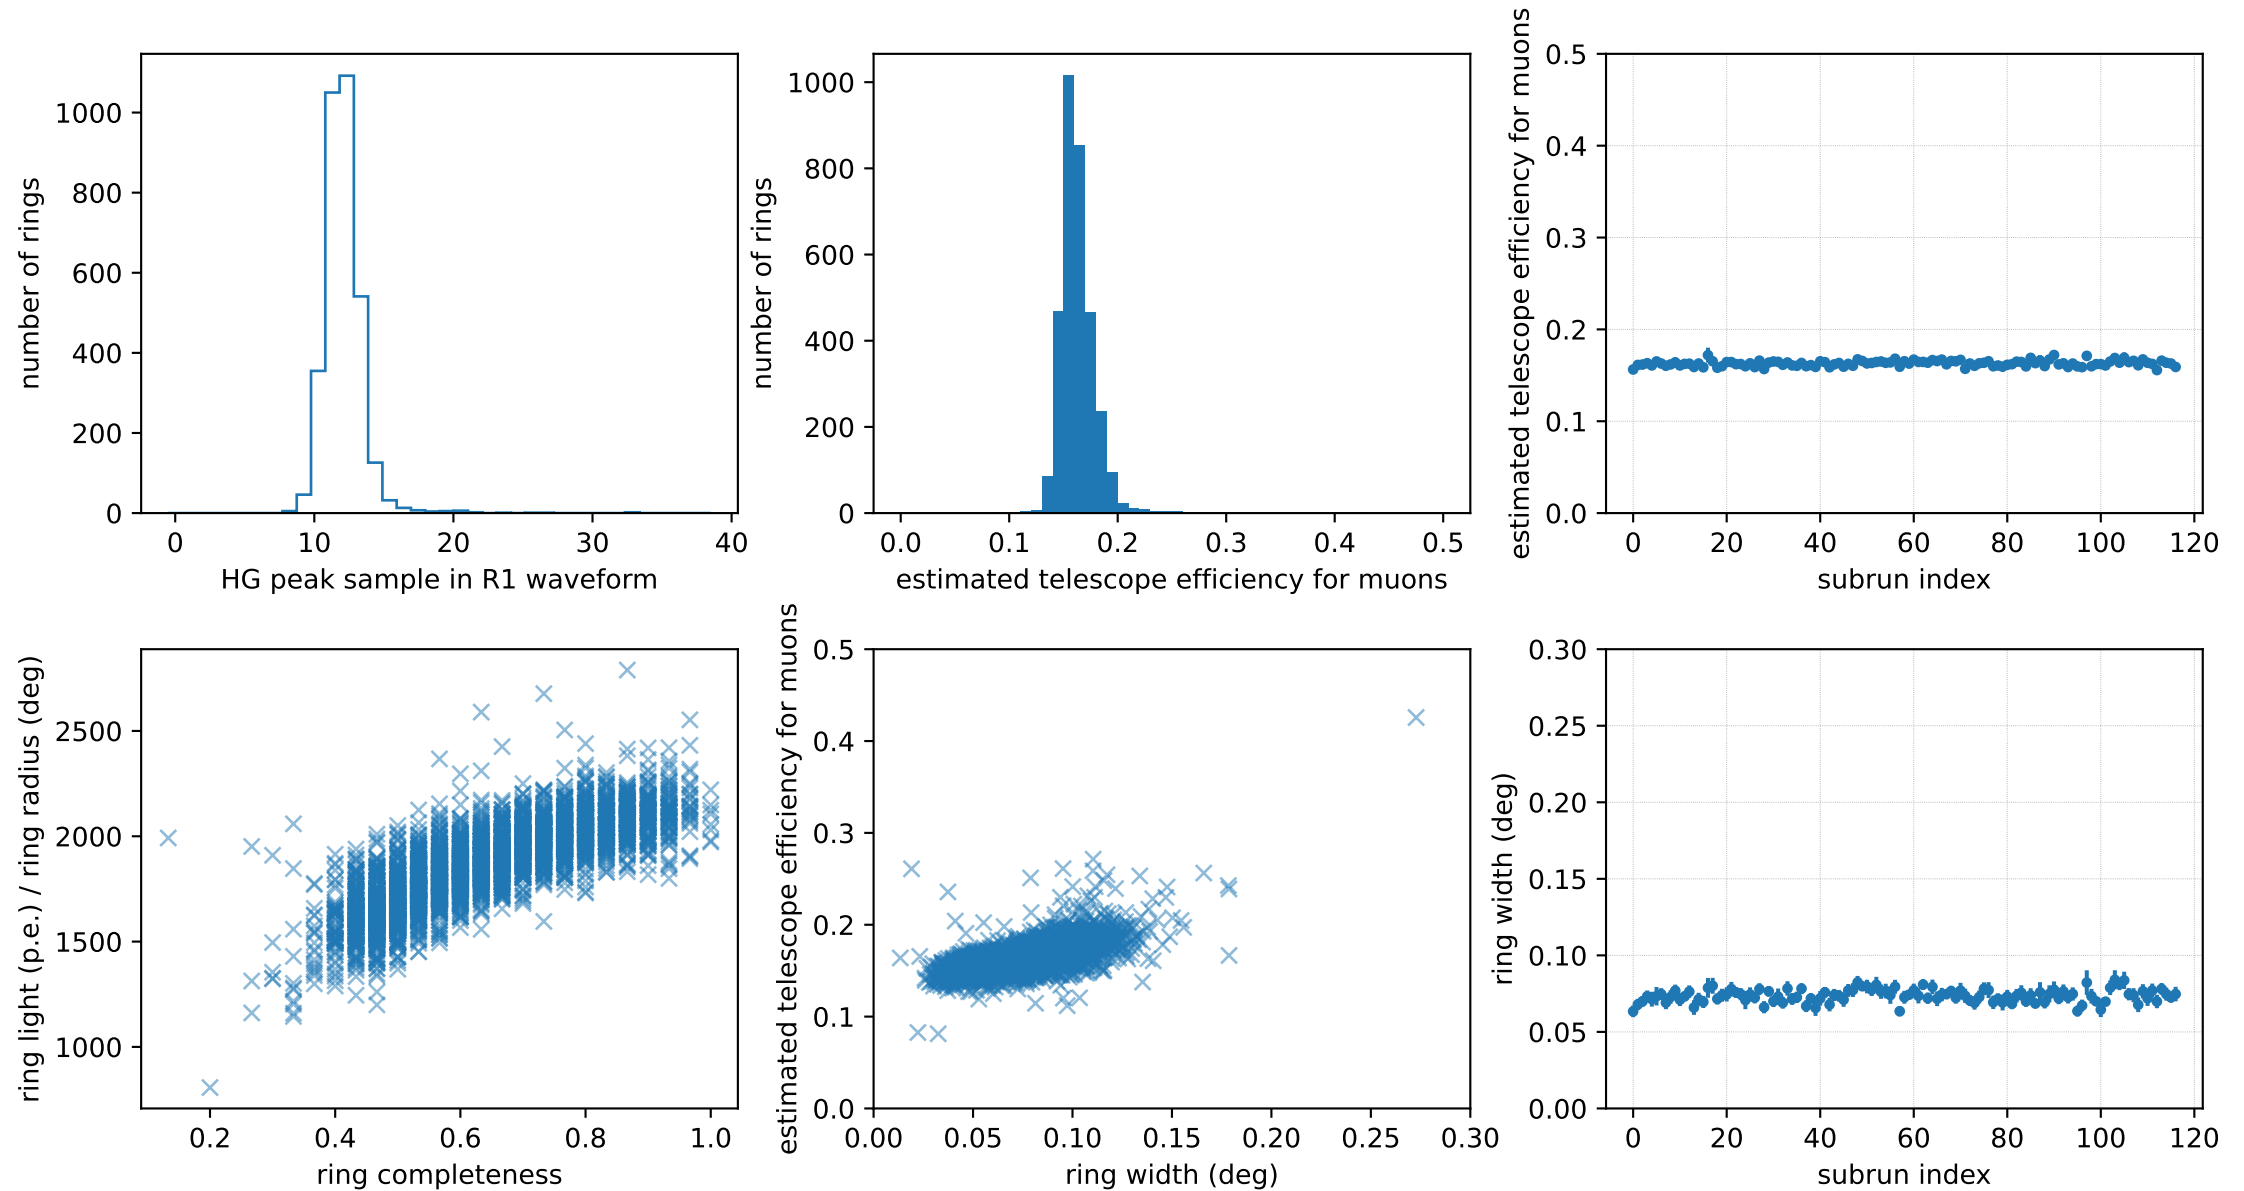 1000
800
600
400
200
0
number of rings
0 10 20 30 40
HG peak sample in R1 waveform
1000
800
600
400
200
0
number of rings
0.0 0.1 0.2 0.3 0.4 0.5
estimated telescope efficiency for muons
0.5
0.4
0.3
0.2
0.1
0.0
estimated telescope efficiency for muons
0 20 40 60 80 100 120
subrun index
2500
2000
1500
1000
ring light (p.e.) / ring radius (deg)
0.2 0.4 0.6 0.8 1.0
ring completeness
0.5
0.4
0.3
0.2
0.1
0.0
estimated telescope efficiency for muons
0.00 0.05 0.10 0.15 0.20 0.25 0.30
ring width (deg)
0.30
0.25
0.20
0.15
0.10
0.05
0.00
ring width (deg)
0 20 40 60 80 100 120
subrun index